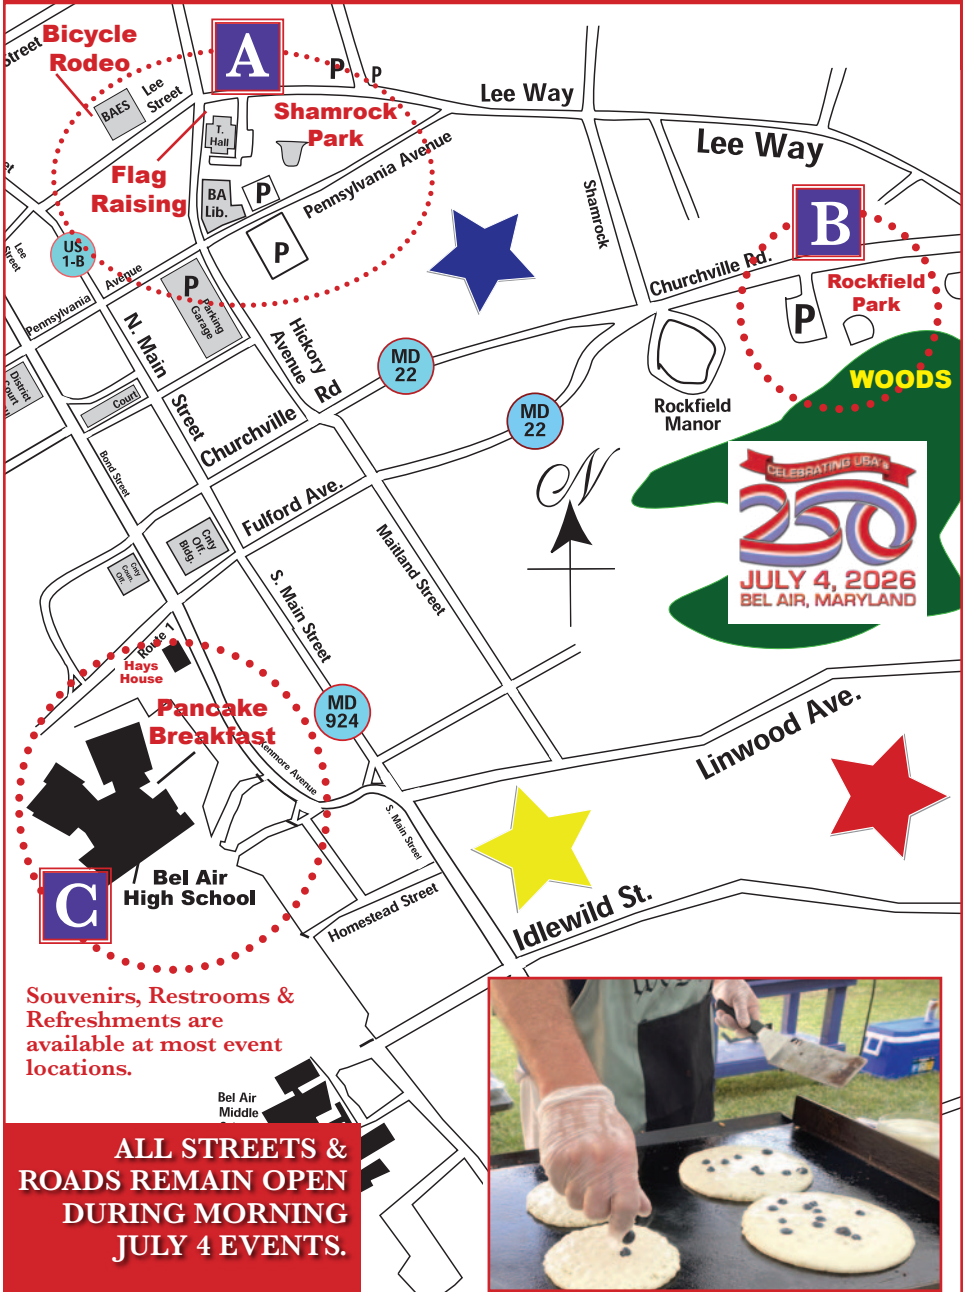 Street
Bicycle
Rodeo
A
P
P
Lee Way
BAES
Lee
Street
Shamrock
Park
T.
Hall
Lee Way
Flag
Raising
BA
Lib.
P
Pennsylvania Avenue
Shamrock
B
US
1-B
Lee
Street
P
Churchville Rd.
Rockfield
Park
Pennsylvania
Avenue
P
Parking
Garage
P
N. Main
Street
Hickory
Avenue
MD
22
WOODS
District
Court
Court
Rd
Churchville
MD
22
Rockfield
Manor
Bond Street
N
CELEBRATING USA's
250
JULY 4, 2026
BEL AIR, MARYLAND
Fulford Ave.
Cnty
Off.
Bldg.
Maitland Street
Cnty
Coun.
Off.
S. Main Street
Route 1
Hays
House
MD
924
Pancake
Breakfast
Kenmore Avenue
Linwood Ave.
S. Main Street
Bel Air
High School
C
Homestead Street
Idlewild St.
Souvenirs, Restrooms &
Refreshments are
available at most event
locations.
Bel Air
Middle
ALL STREETS &
ROADS REMAIN OPEN
DURING MORNING
JULY 4 EVENTS.